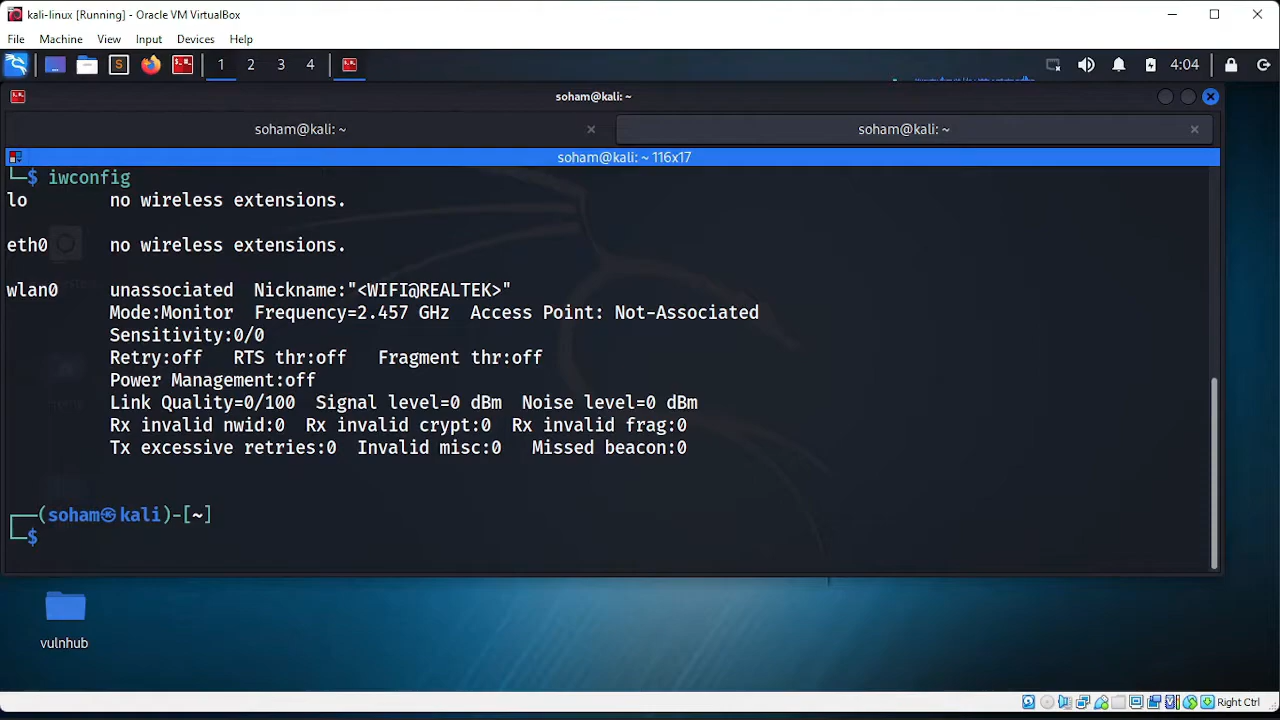 kali-linux [Running] - Oracle VM VirtualBox
File Machine View Input Devices Help
1 2 3 4 4:04
soham@kali: ~
soham@kali: ~ soham@kali: ~
soham@kali: ~ 116x17
└─$ iwconfig
lo no wireless extensions.
eth0 no wireless extensions.
wlan0 unassociated Nickname:"<WIFI@REALTEK>"
Mode:Monitor Frequency=2.457 GHz Access Point: Not-Associated
Sensitivity:0/0
Retry:off RTS thr:off Fragment thr:off
Power Management:off
Link Quality=0/100 Signal level=0 dBm Noise level=0 dBm
Rx invalid nwid:0 Rx invalid crypt:0 Rx invalid frag:0
Tx excessive retries:0 Invalid misc:0 Missed beacon:0
┌──(soham㉿kali)-[~]
└─$
vulnhub
Right Ctrl